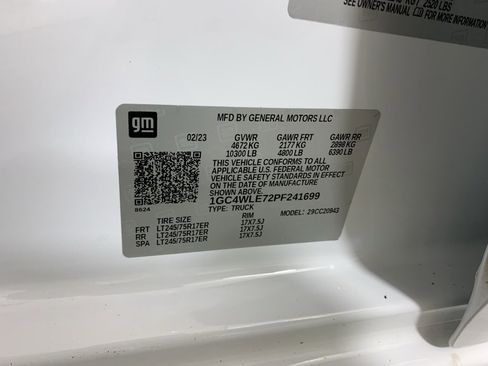 2520 LBS
SEE OWNER'S MANUAL FOR MORE INFORMATION
gm
MFD BY GENERAL MOTORS LLC
02/23 GVWR GAWR FRT GAWR RR
4672 KG 2177 KG 2898 KG
10300 LB 4800 LB 6390 LB
THIS VEHICLE CONFORMS TO ALL
APPLICABLE U.S. FEDERAL MOTOR
VEHICLE SAFETY STANDARDS IN EFFECT
ON THE DATE OF MANUFACTURE
SHOWN ABOVE.
1GC4WLE72PF241699
8624 TYPE: TRUCK MODEL: 29CC20943
TIRE SIZE RIM
FRT LT245/75R17ER 17X7.5J
RR LT245/75R17ER 17X7.5J
SPA LT245/75R17ER 17X7.5J